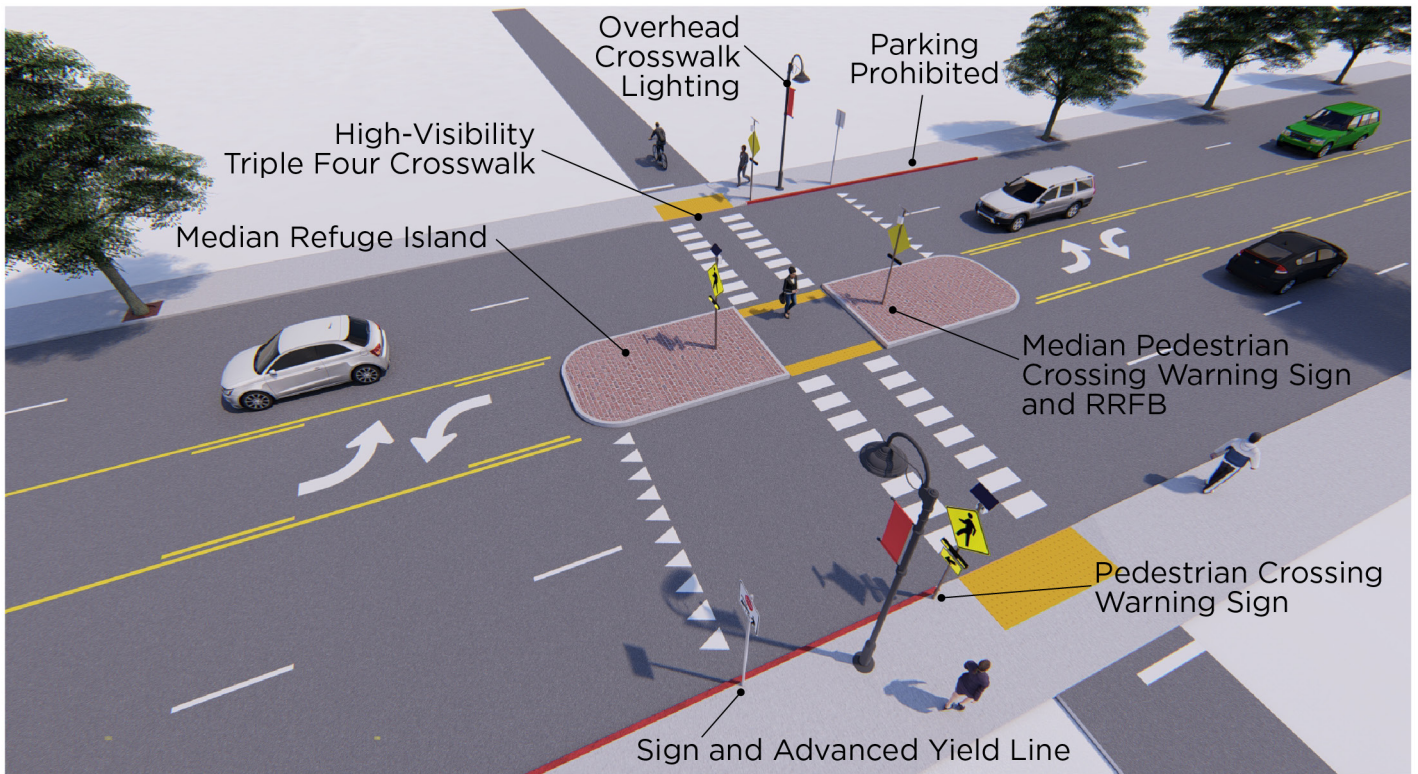 Overhead
Crosswalk
Lighting
Parking
Prohibited
High-Visibility
Triple Four Crosswalk
Median Refuge Island
Median Pedestrian
Crossing Warning Sign
and RRFB
Pedestrian Crossing
Warning Sign
Sign and Advanced Yield Line